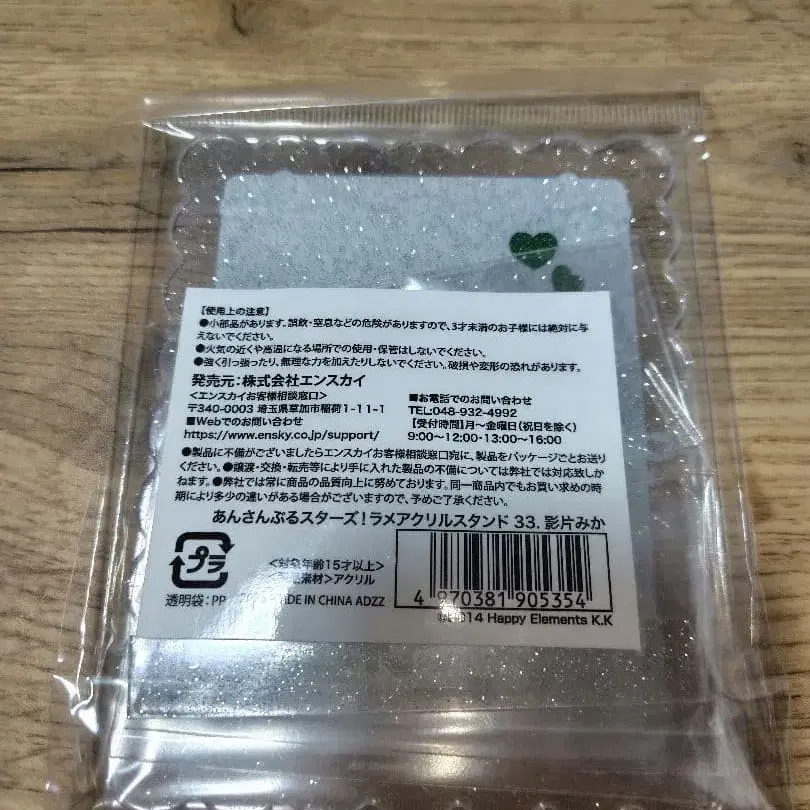 【使用上の注意】
●小部品があります。誤飲・窒息などの危険がありますので、3才未満のお子様には絶対に与
えないでください。
●火気の近くや高温になる場所での使用・保管はしないでください。
●強く引っ張ったり、無理な力を加えたりしないでください。破損や変形の恐れがあります。
発売元：株式会社エンスカイ
<エンスカイお客様相談窓口>
〒340-0003 埼玉県草加市稲荷1-11-1
■Webでのお問い合わせ
https://www.ensky.co.jp/support/
■お電話でのお問い合わせ
TEL:048-932-4992
【受付時間】月〜金曜日(祝日を除く)
9:00〜12:00・13:00〜16:00
●製品に不備がございましたらエンスカイお客様相談窓口宛に、製品をパッケージごとお送り
ください。●譲渡・交換・転売等により手に入れた製品の不備については弊社では対応致しか
ねます。●弊社では常に商品の品質向上に努めております。同一商品内でもお買い求めの時
期により多少の違いがある場合がございますので、予めご了承ください。
あんさんぶるスターズ！ラメアクリルスタンド 33. 影片みか
プラ
<対象年齢15才以上>
素材>アクリル
透明袋：PP
MADE IN CHINA ADZZ
4 970381 905354
©2014 Happy Elements K.K